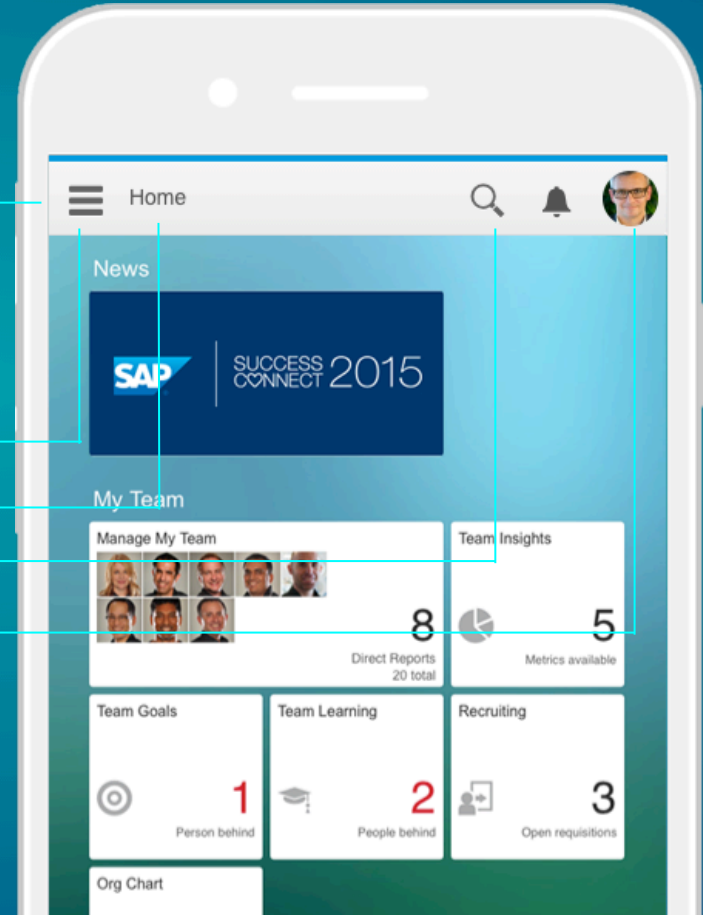 Home
News
SAP
SUCCESS
CONNECT 2015
My Team
Manage My Team
8
Direct Reports
20 total
Team Insights
5
Metrics available
Team Goals
1
Person behind
Team Learning
2
People behind
Recruiting
3
Open requisitions
Org Chart